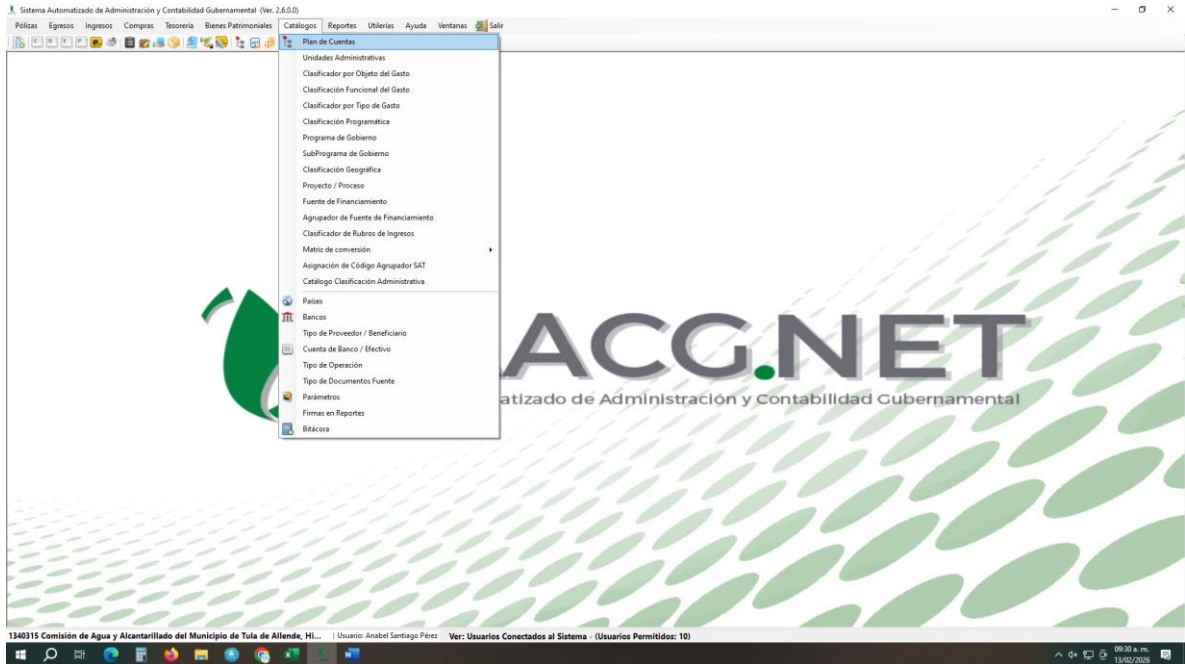 Sistema Automatizado de Administración y Contabilidad Gubernamental (Ver. 2.6.0.0)
Pólizas Egresos Ingresos Compras Tesorería Bienes Patrimoniales Catálogos Reportes Utilerías Ayuda Ventanas Salir
Plan de Cuentas
Unidades Administrativas
Clasificador por Objeto del Gasto
Clasificación Funcional del Gasto
Clasificador por Tipo de Gasto
Clasificación Programática
Programa de Gobierno
SubPrograma de Gobierno
Clasificación Geográfica
Proyecto / Proceso
Fuente de Financiamiento
Agrupador de Fuente de Financiamiento
Clasificador de Rubros de Ingresos
Matriz de conversión
Asignación de Código Agrupador SAT
Catálogo Clasificación Administrativa
Países
Bancos
Tipo de Proveedor / Beneficiario
Cuenta de Banco / Efectivo
Tipo de Operación
Tipo de Documentos Fuente
Parámetros
Firmas en Reportes
Bitácora
ACG.NET
atizado de Administración y Contabilidad Gubernamental
1340315 Comisión de Agua y Alcantarillado del Municipio de Tula de Allende, Hi... Usuario: Anabel Santiago Pérez Ver: Usuarios Conectados al Sistema - (Usuarios Permitidos: 10)
09:30 a. m.
13/02/2026